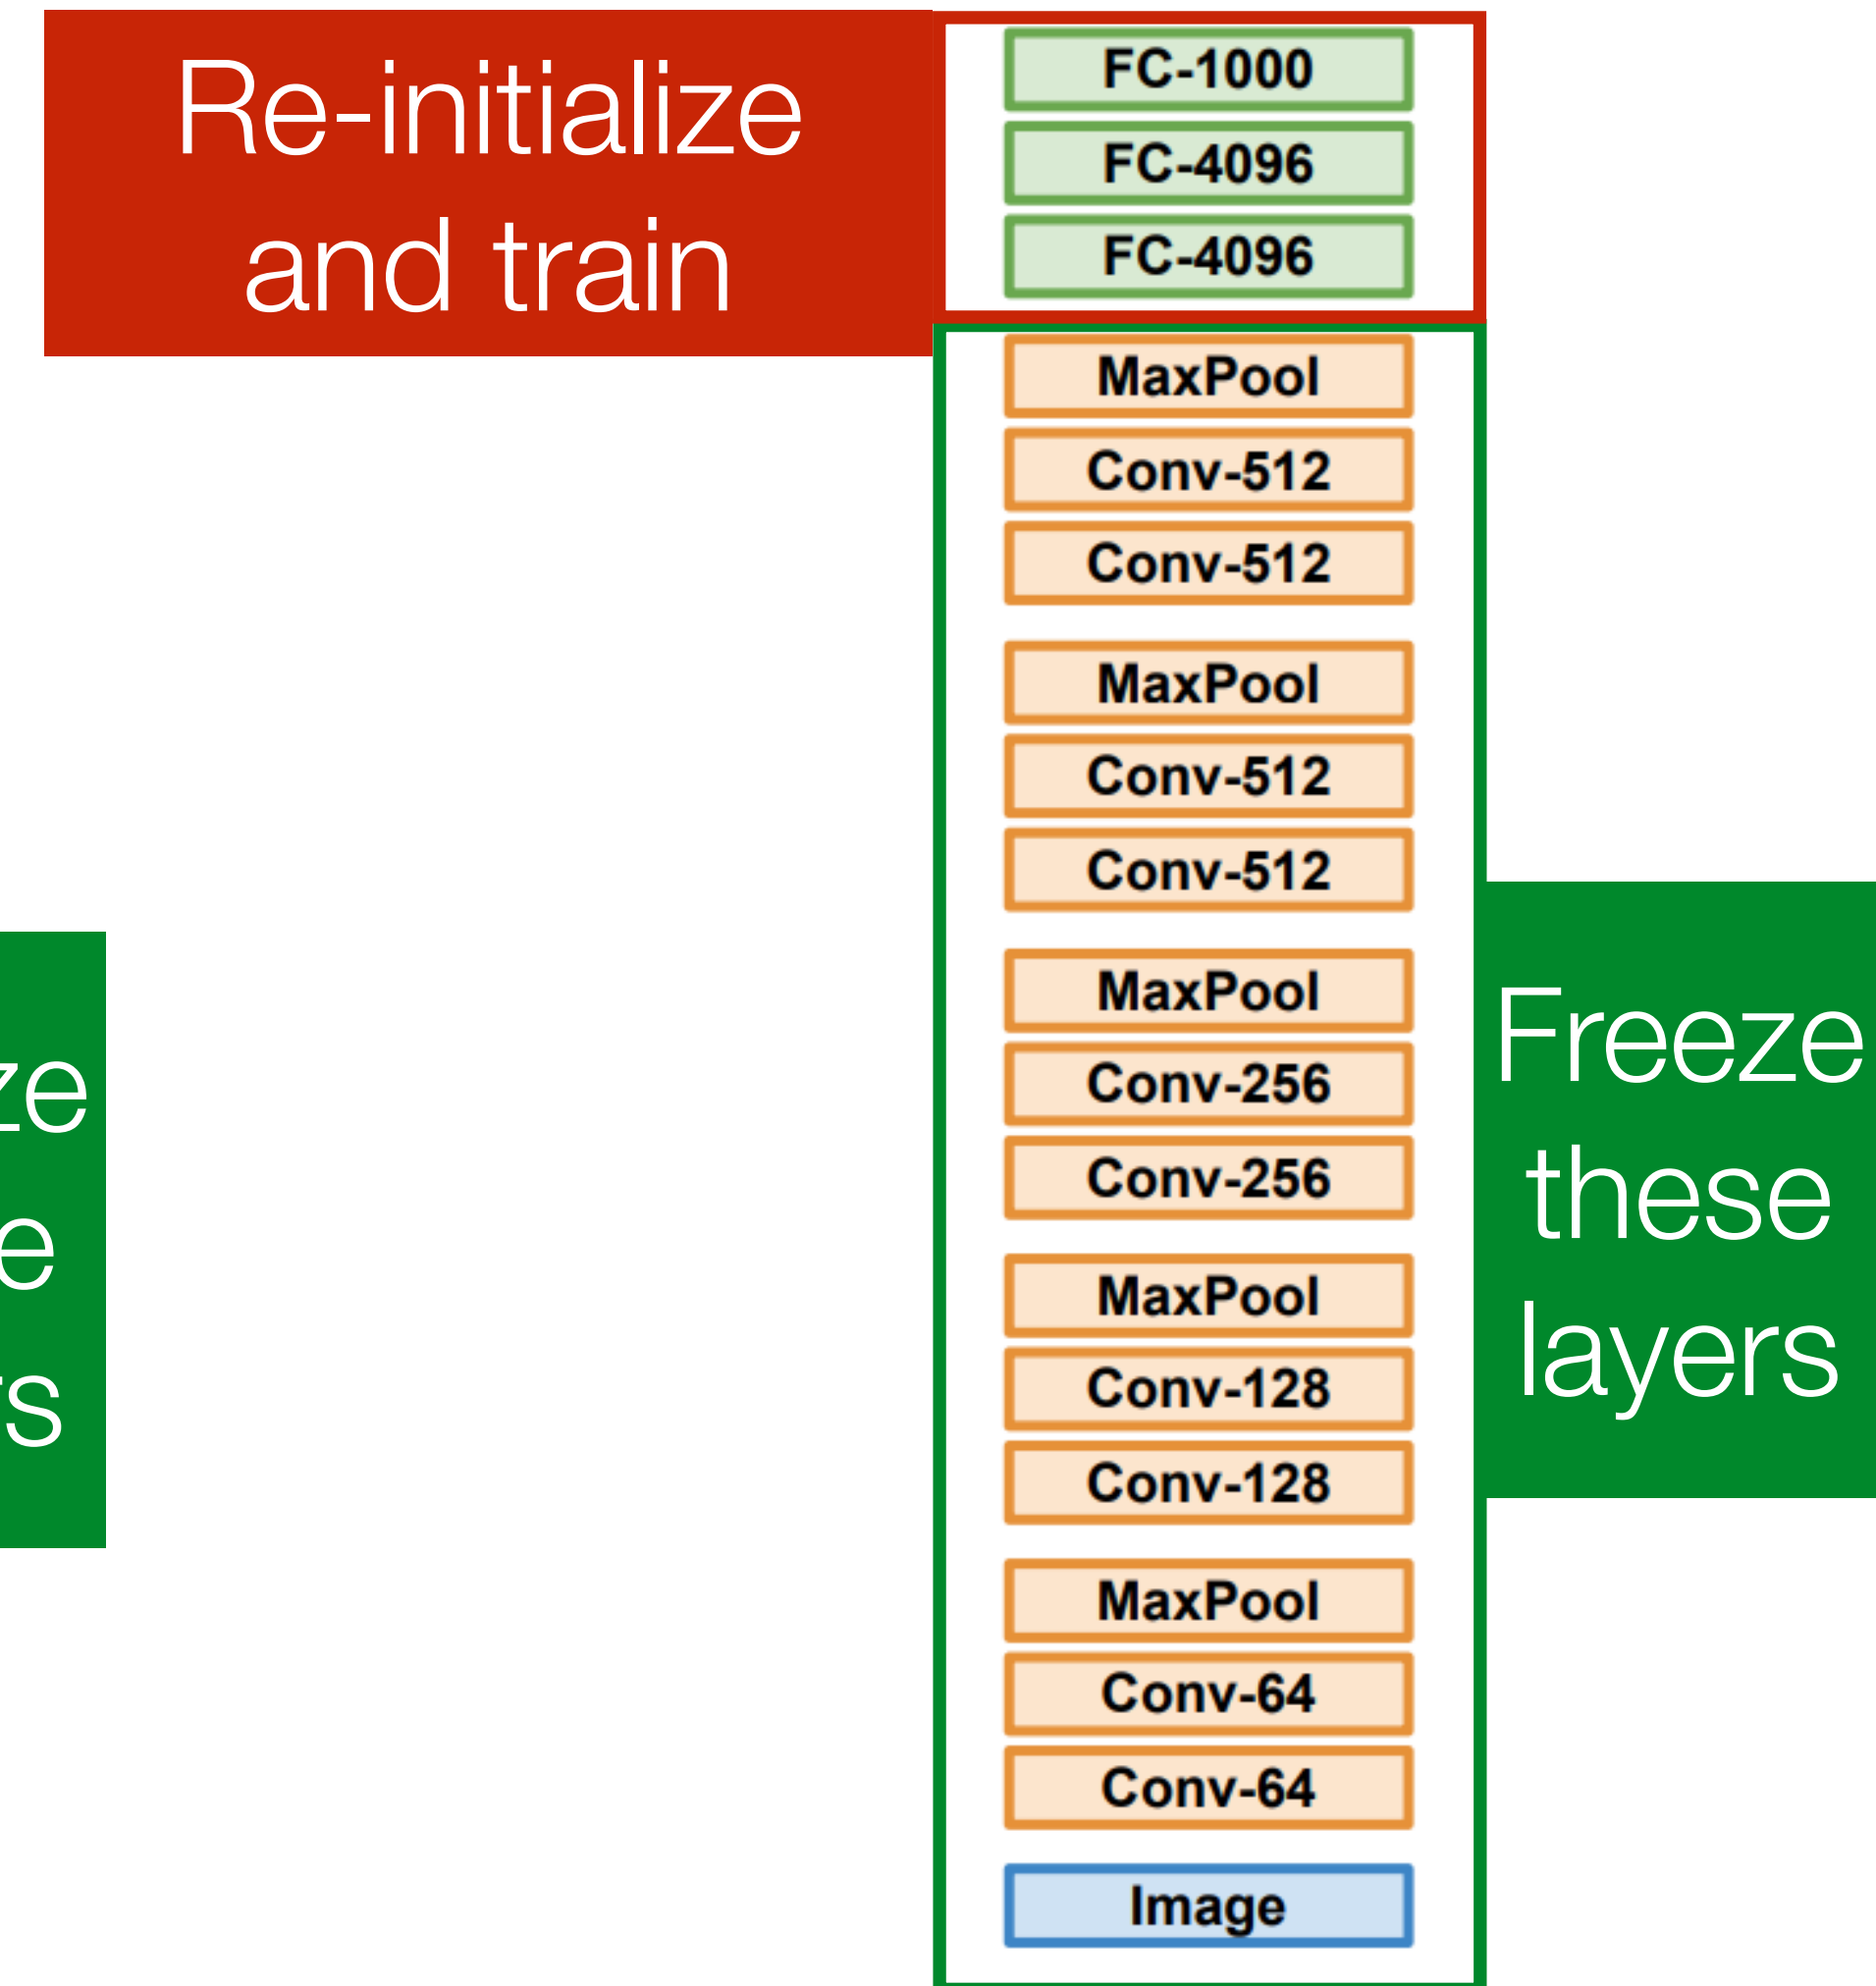 Re-initialize
and train
FC-1000
FC-4096
FC-4096
MaxPool
Conv-512
Conv-512
MaxPool
Conv-512
Conv-512
MaxPool
Conv-256
Conv-256
MaxPool
Conv-128
Conv-128
MaxPool
Conv-64
Conv-64
Image
Freeze
these
layers